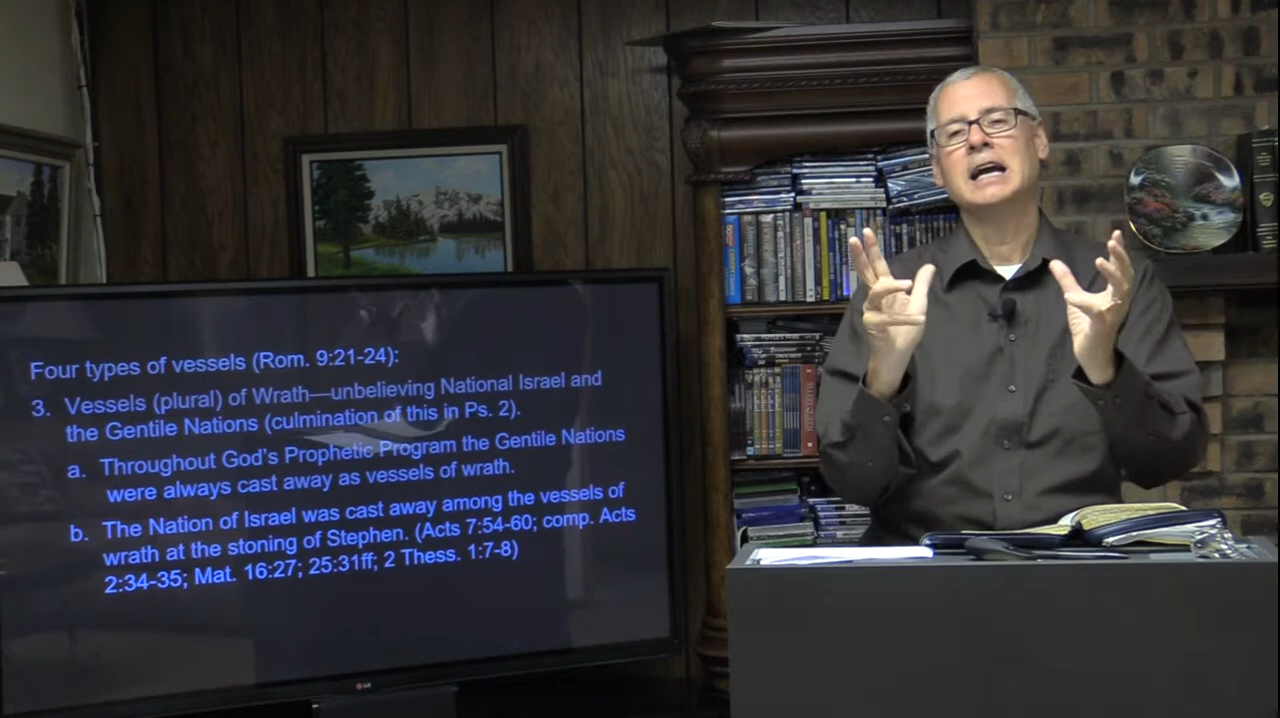 Four types of vessels (Rom. 9:21-24):
3. Vessels (plural) of Wrath—unbelieving National Israel and
the Gentile Nations (culmination of this in Ps. 2).
a. Throughout God's Prophetic Program the Gentile Nations
were always cast away as vessels of wrath.
b. The Nation of Israel was cast away among the vessels of
wrath at the stoning of Stephen. (Acts 7:54-60; comp. Acts
2:34-35; Mat. 16:27; 25:31ff; 2 Thess. 1:7-8)
LG